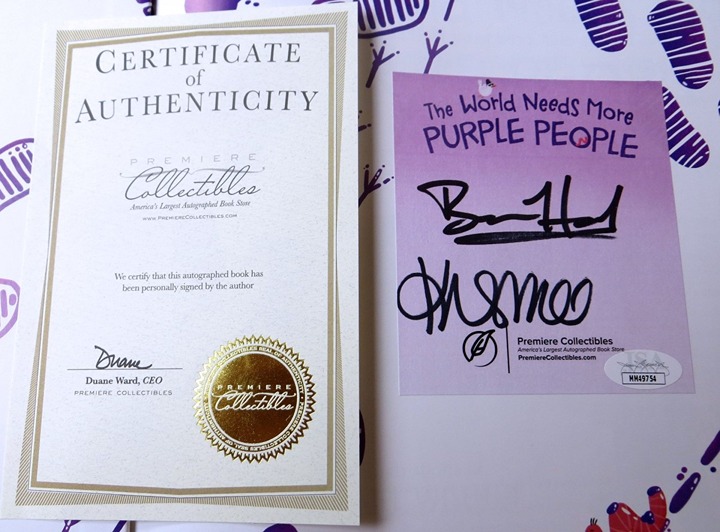 CERTIFICATE
of
AUTHENTICITY
PREMIERE
Collectibles
America's Largest Autographed Book Store
www.PremiereCollectibles.com
We certify that this autographed book has
been personally signed by the author
Duane
Duane Ward, CEO
PREMIERE COLLECTIBLES
PREMIERE
Collectibles
The World Needs More
PURPLE PEOPLE
Premiere Collectibles
America's Largest Autographed Book Store
PremiereCollectibles.com
MM49754